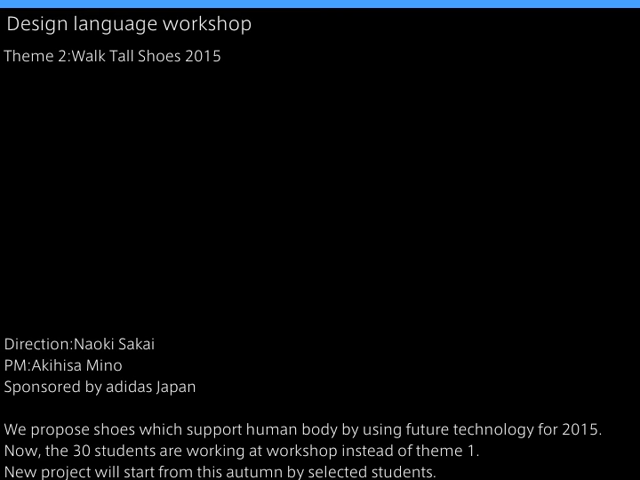 Design language workshop
Theme 2:Walk Tall Shoes 2015
Direction:Naoki Sakai
PM:Akihisa Mino
Sponsored by adidas Japan
We propose shoes which support human body by using future technology for 2015.
Now, the 30 students are working at workshop instead of theme 1.
New project will start from this autumn by selected students.